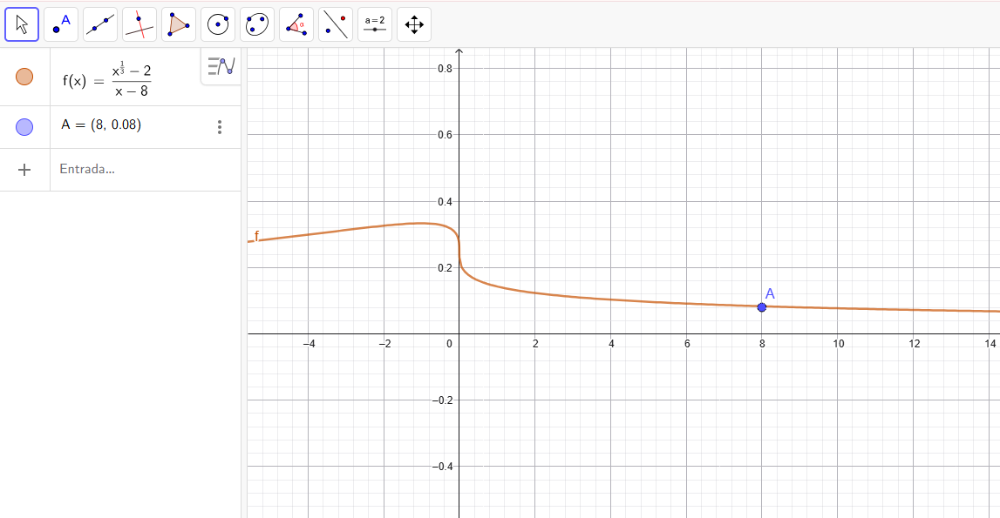 A
α
a=2
f(x) = (x^(1/3) − 2)/(x − 8)
A = (8, 0.08)
+ Entrada...
0.8
0.6
0.4
f
0.2
A
−4 −2 0 2 4 6 8 10 12 14
−0.2
−0.4